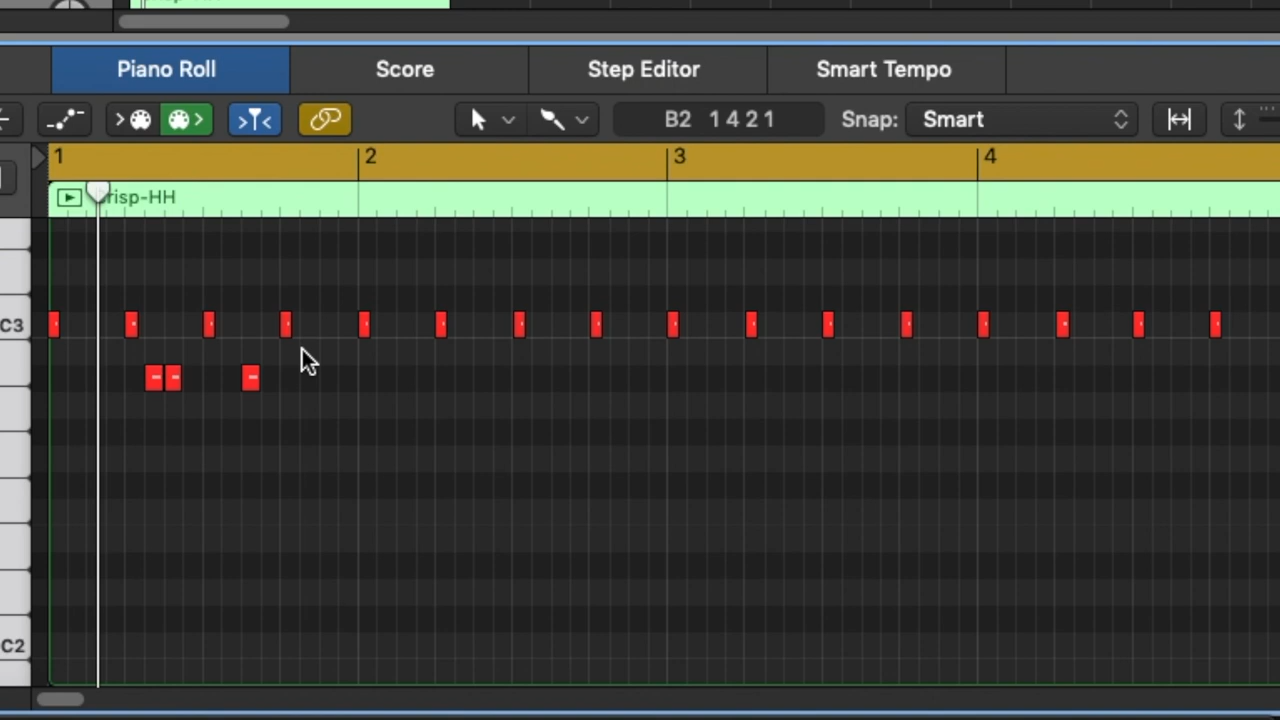 Piano Roll Score Step Editor Smart Tempo
B2 1 4 2 1 Snap: Smart
1 2 3 4
risp-HH
C3
C2